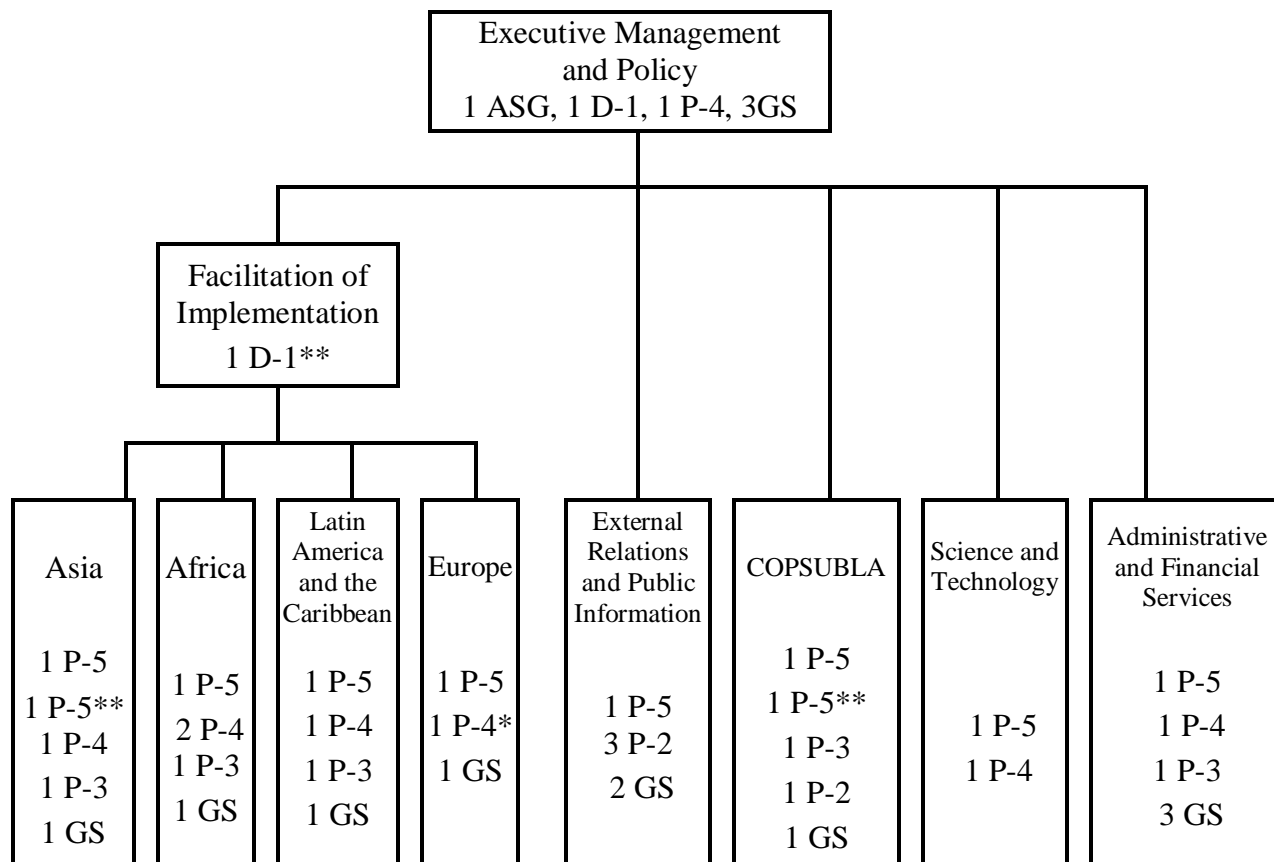 Executive Management
and Policy
1 ASG, 1 D-1, 1 P-4, 3GS
Facilitation of
Implementation
1 D-1**
Asia
1 P-5
1 P-5**
1 P-4
1 P-3
1 GS
Africa
1 P-5
2 P-4
1 P-3
1 GS
Latin
America
and the
Caribbean
1 P-5
1 P-4
1 P-3
1 GS
Europe
1 P-5
1 P-4*
1 GS
External
Relations
and Public
Information
1 P-5
3 P-2
2 GS
COPSUBLA
1 P-5
1 P-5**
1 P-3
1 P-2
1 GS
Science and
Technology
1 P-5
1 P-4
Administrative
and Financial
Services
1 P-5
1 P-4
1 P-3
3 GS